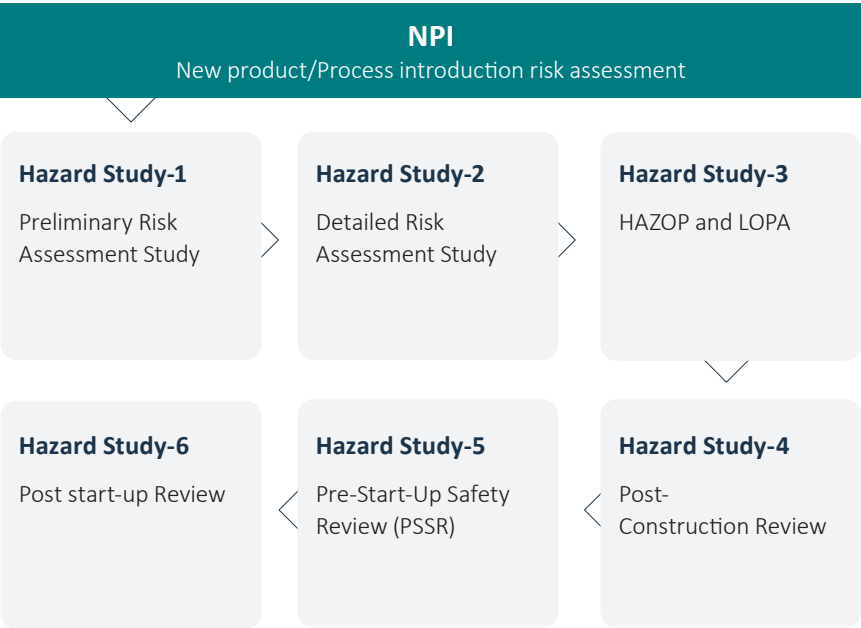 NPI
New product/Process introduction risk assessment
Hazard Study-1
Preliminary Risk
Assessment Study
Hazard Study-2
Detailed Risk
Assessment Study
Hazard Study-3
HAZOP and LOPA
Hazard Study-4
Post-
Construction Review
Hazard Study-5
Pre-Start-Up Safety
Review (PSSR)
Hazard Study-6
Post start-up Review